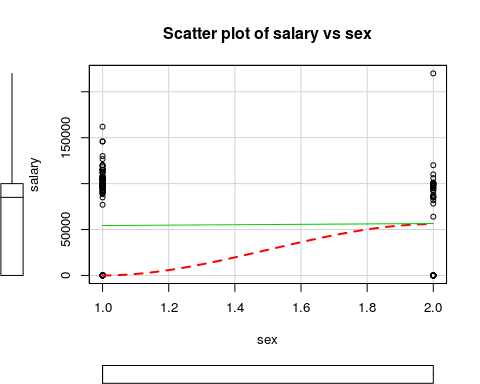 Scatter plot of salary vs sex
salary
150000
50000
0
1.0 1.2 1.4 1.6 1.8 2.0
sex